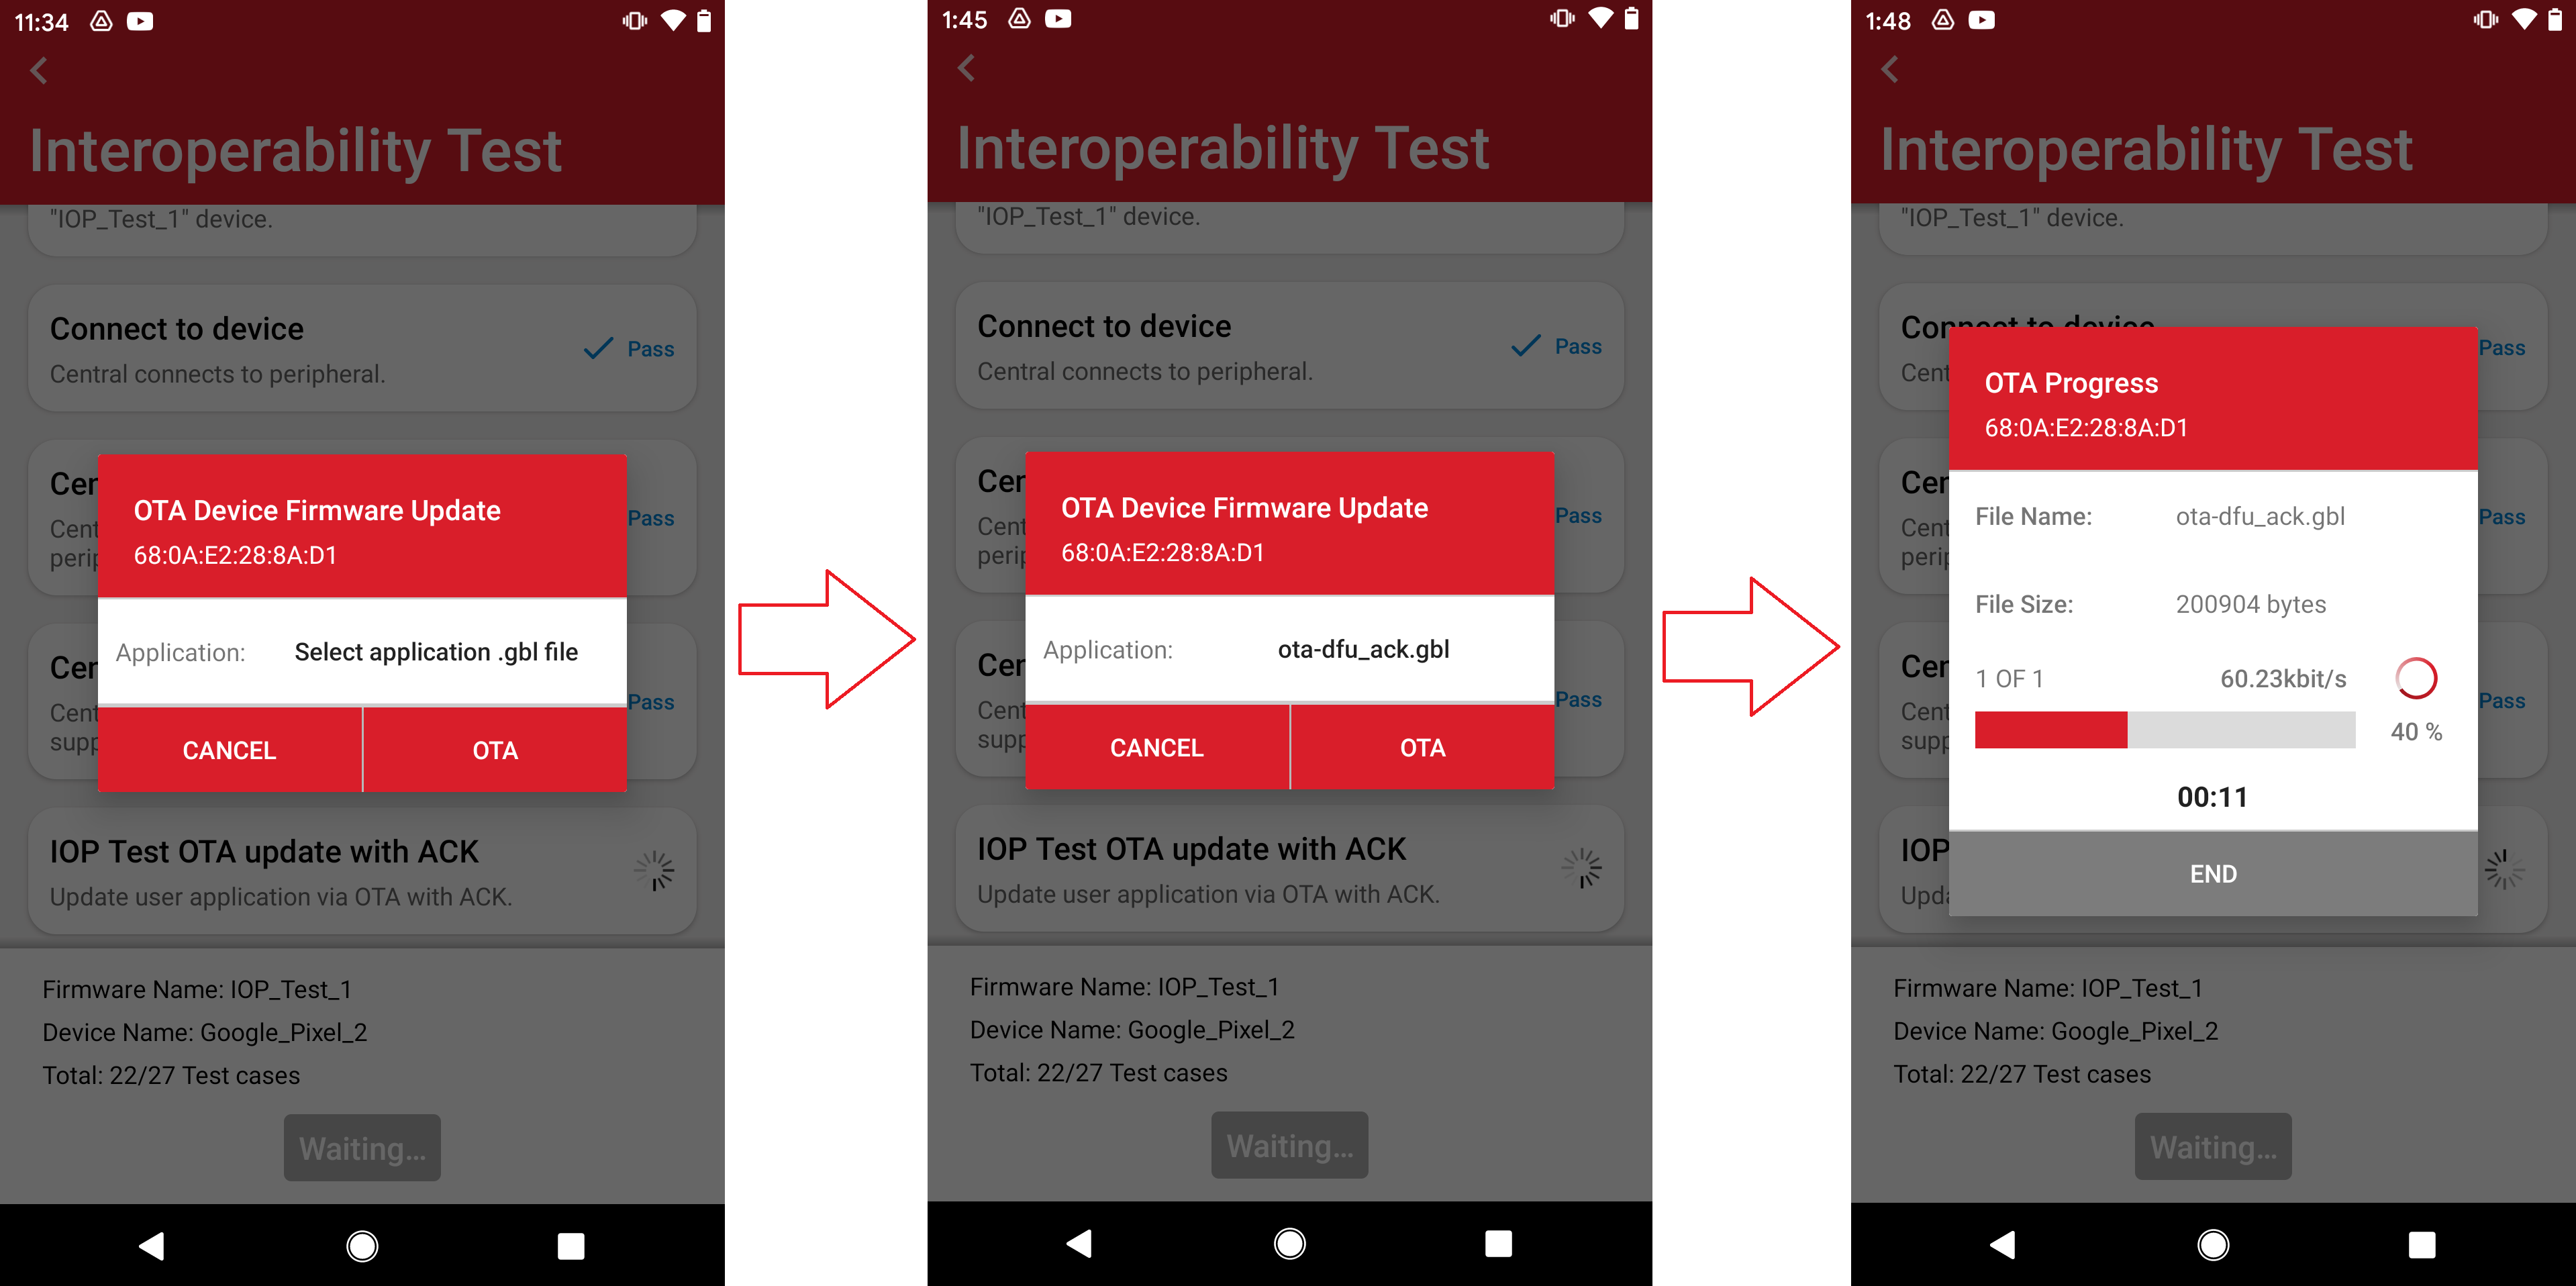 11:34
Interoperability Test
"IOP_Test_1" device.
Connect to device
Pass
Central connects to peripheral.
Cen
Cent
perip
Pass
OTA Device Firmware Update
68:0A:E2:28:8A:D1
Application: Select application .gbl file
CANCEL OTA
Cen
Cent
supp
Pass
IOP Test OTA update with ACK
Update user application via OTA with ACK.
Firmware Name: IOP_Test_1
Device Name: Google_Pixel_2
Total: 22/27 Test cases
Waiting...
1:45
Interoperability Test
"IOP_Test_1" device.
Connect to device
Pass
Central connects to peripheral.
Cen
Cent
perip
Pass
OTA Device Firmware Update
68:0A:E2:28:8A:D1
Application: ota-dfu_ack.gbl
CANCEL OTA
Cen
Cent
supp
Pass
IOP Test OTA update with ACK
Update user application via OTA with ACK.
Firmware Name: IOP_Test_1
Device Name: Google_Pixel_2
Total: 22/27 Test cases
Waiting...
1:48
Interoperability Test
"IOP_Test_1" device.
Connect to device
Pass
Cent
OTA Progress
68:0A:E2:28:8A:D1
Cen
Cent
perip
Pass
File Name: ota-dfu_ack.gbl
File Size: 200904 bytes
1 OF 1 60.23kbit/s
40 %
00:11
END
Cen
Cent
supp
Pass
IOP
Upda
Firmware Name: IOP_Test_1
Device Name: Google_Pixel_2
Total: 22/27 Test cases
Waiting...